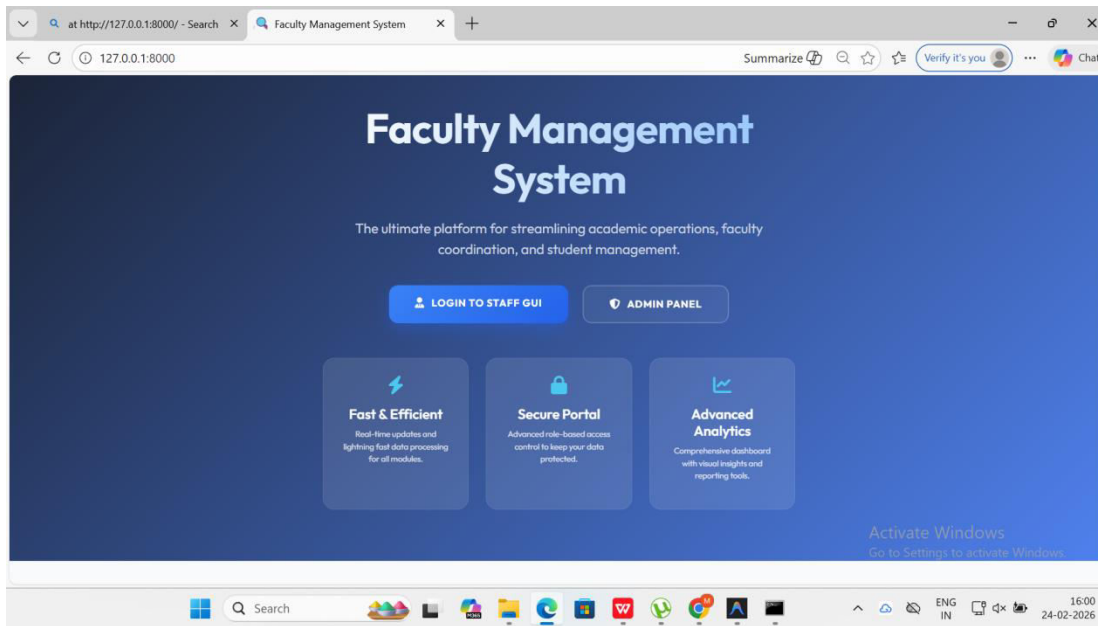 at http://127.0.0.1:8000/ - Search
Faculty Management System
127.0.0.1:8000
Summarize
Verify it's you
Chat
Faculty Management
System
The ultimate platform for streamlining academic operations, faculty
coordination, and student management.
LOGIN TO STAFF GUI
ADMIN PANEL
Fast & Efficient
Real-time updates and
lightning fast data processing
for all modules.
Secure Portal
Advanced role-based access
control to keep your data
protected.
Advanced
Analytics
Comprehensive dashboard
with visual insights and
reporting tools.
Activate Windows
Go to Settings to activate Windows.
Search
ENG
IN
16:00
24-02-2026